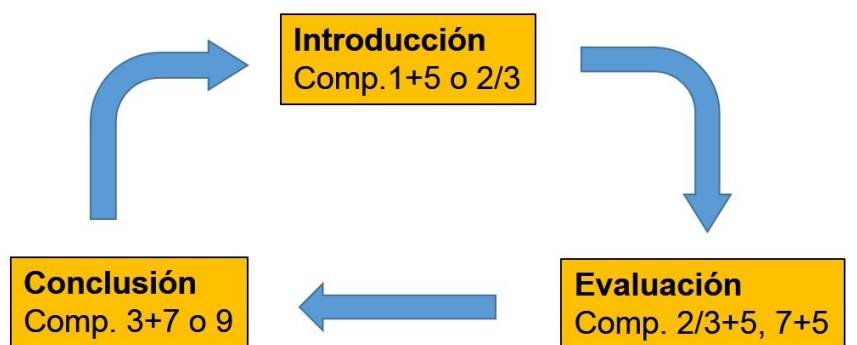 Introducción
Comp.1+5 o 2/3
Conclusión
Comp. 3+7 o 9
Evaluación
Comp. 2/3+5, 7+5